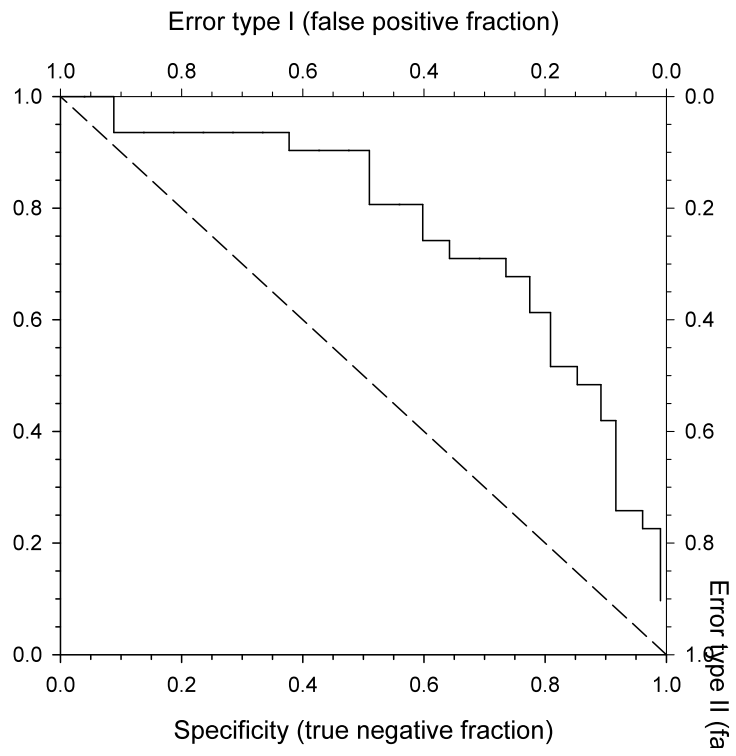 Error type I (false positive fraction)
1.0 0.8 0.6 0.4 0.2 0.0
1.0 0.0
0.8 0.2
0.6 0.4
0.4 0.6
0.2 0.8
0.0 1.0
0.0 0.2 0.4 0.6 0.8 1.0
Specificity (true negative fraction)
Error type II (fa